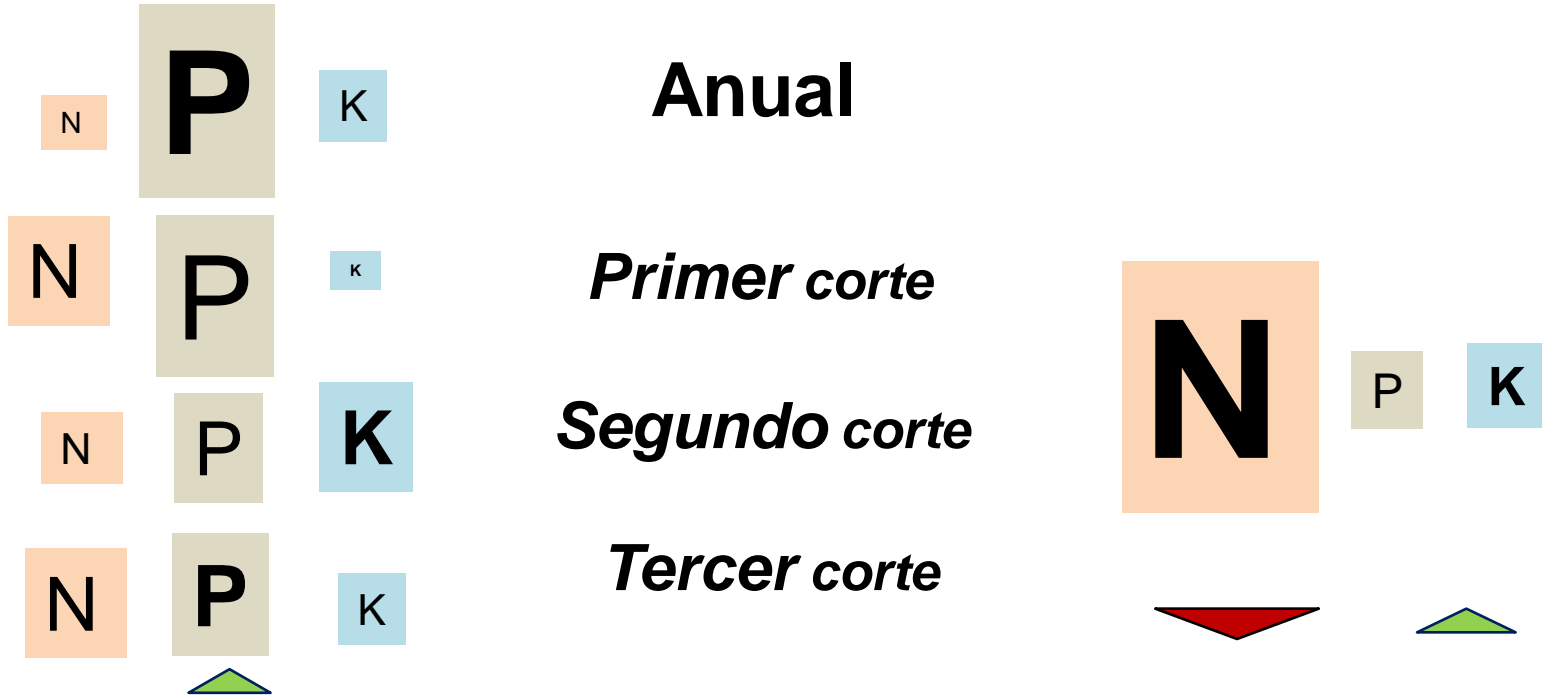 N P K Anual
N P K Primer corte
N P K
N P K Segundo corte
N P K Tercer corte